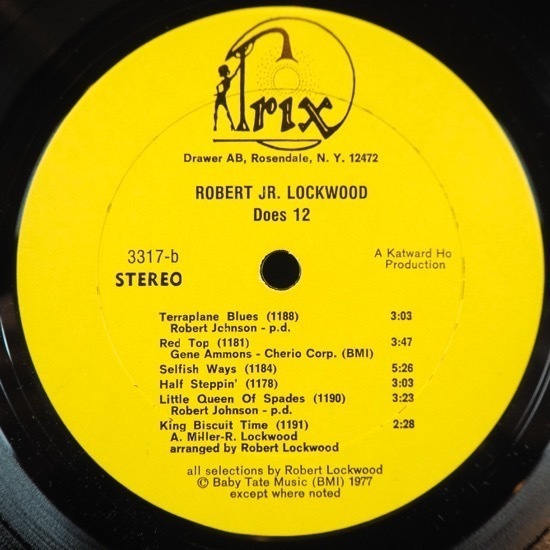 Trix
Drawer AB, Rosendale, N. Y. 12472
ROBERT JR. LOCKWOOD
Does 12
3317-b
STEREO
A Katward Ho
Production
Terraplane Blues (1188) 3:03
Robert Johnson - p.d.
Red Top (1181) 3:47
Gene Ammons - Cherio Corp. (BMI)
Selfish Ways (1184) 5:26
Half Steppin' (1178) 3:03
Little Queen Of Spades (1190) 3:23
Robert Johnson - p.d.
King Biscuit Time (1191) 2:28
A. Miller-R. Lockwood
arranged by Robert Lockwood
all selections by Robert Lockwood
© Baby Tate Music (BMI) 1977
except where noted